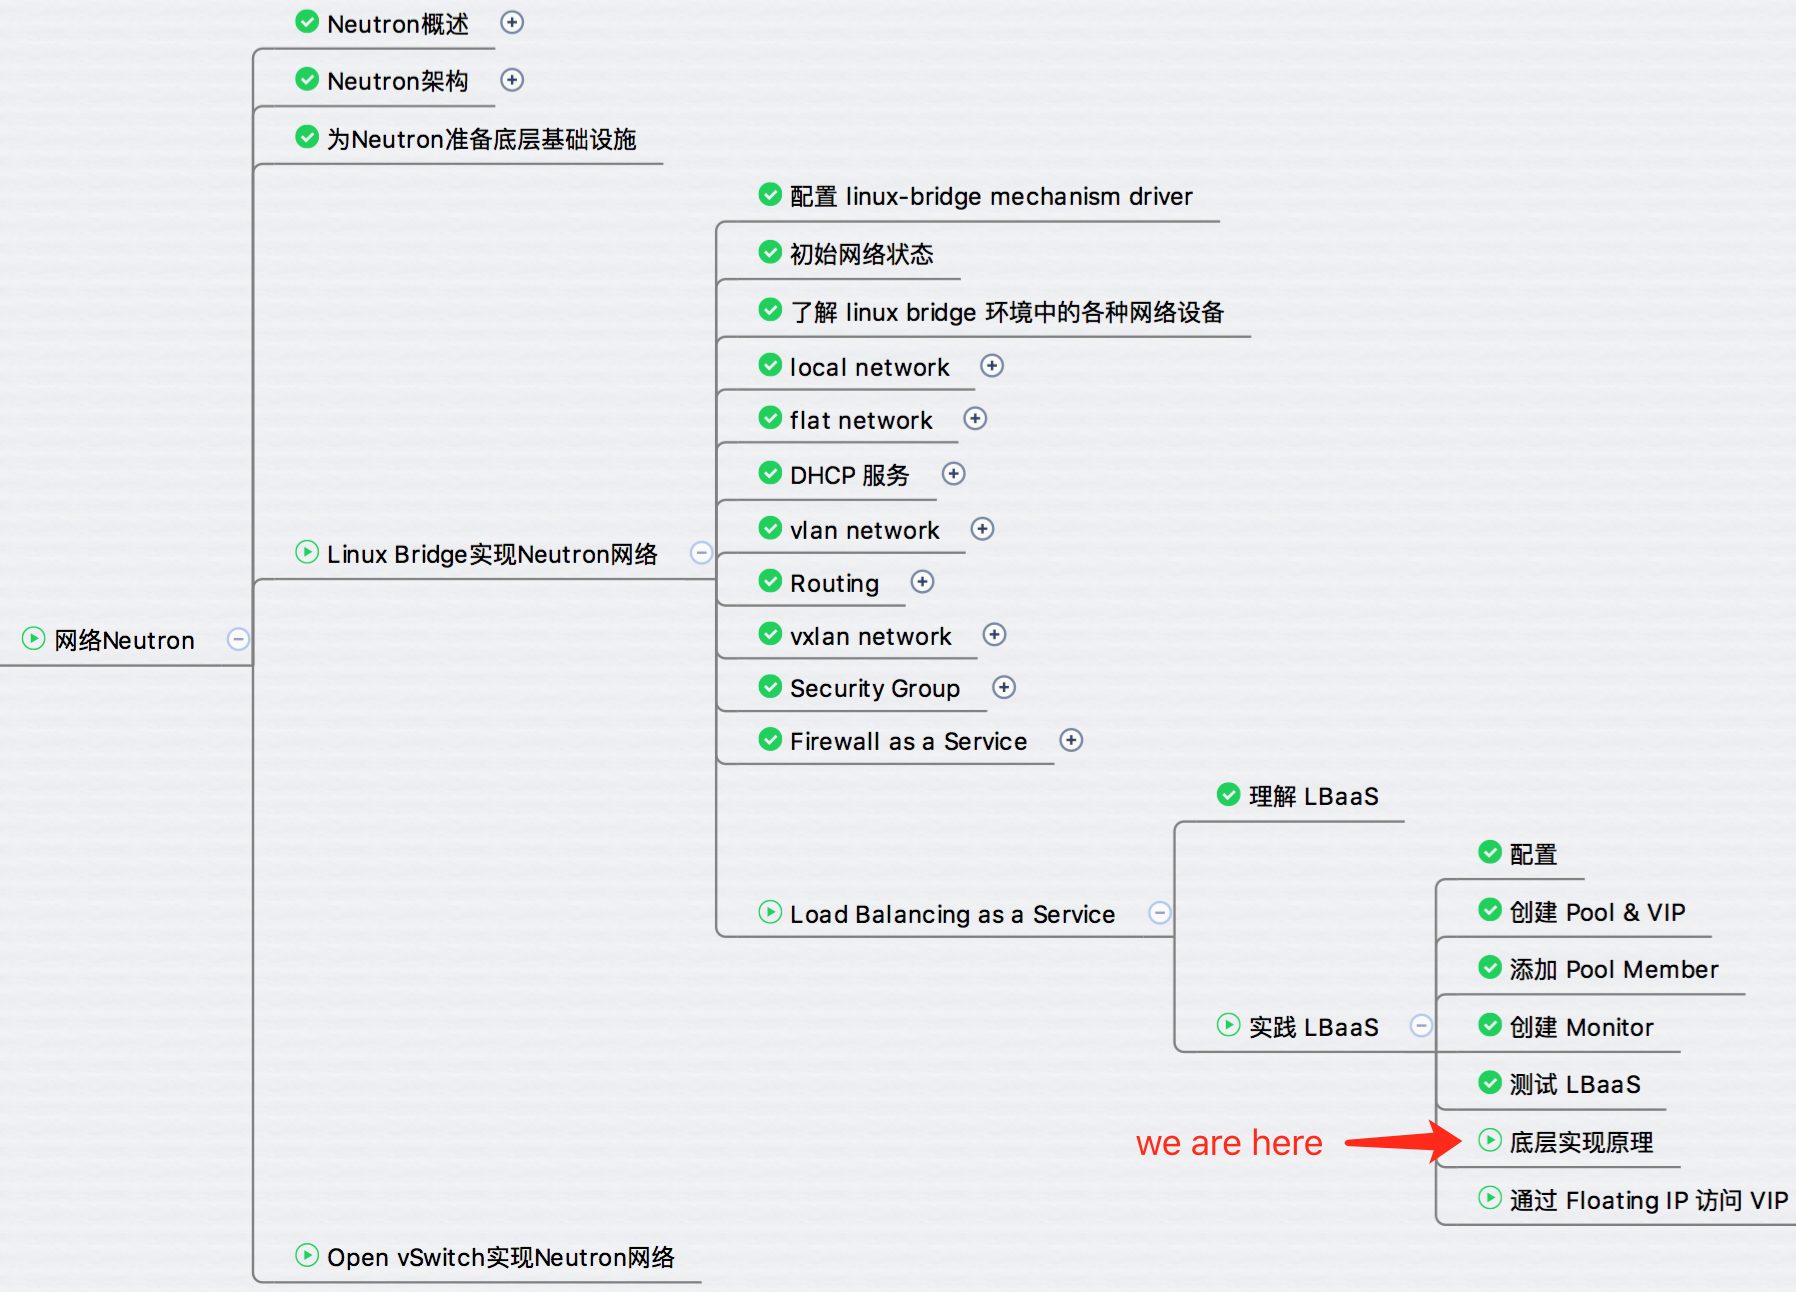 Neutron概述
Neutron架构
为Neutron准备底层基础设施
配置 linux-bridge mechanism driver
初始网络状态
了解 linux bridge 环境中的各种网络设备
local network
flat network
DHCP 服务
vlan network
Linux Bridge实现Neutron网络
Routing
网络Neutron
vxlan network
Security Group
Firewall as a Service
理解 LBaaS
配置
Load Balancing as a Service
创建 Pool & VIP
添加 Pool Member
实践 LBaaS
创建 Monitor
测试 LBaaS
we are here
底层实现原理
通过 Floating IP 访问 VIP
Open vSwitch实现Neutron网络